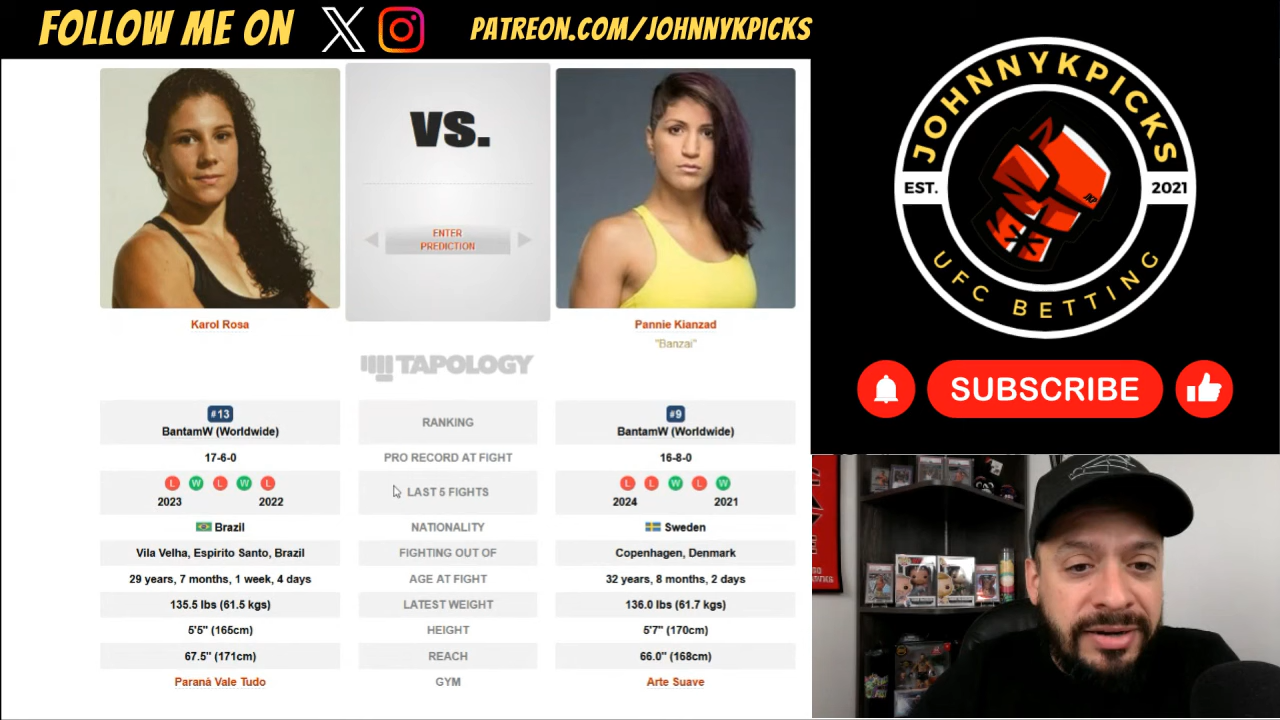 FOLLOW ME ON
PATREON.COM/JOHNNYKPICKS
VS.
ENTER
PREDICTION
Karol Rosa
Pannie Kianzad
"Banzai"
TAPOLOGY
#13
BantamW (Worldwide)
RANKING
#9
BantamW (Worldwide)
17-6-0
PRO RECORD AT FIGHT
16-8-0
L W L W L
2023 2022
LAST 5 FIGHTS
L L W L W
2024 2021
Brazil
NATIONALITY
Sweden
Vila Velha, Espirito Santo, Brazil
FIGHTING OUT OF
Copenhagen, Denmark
29 years, 7 months, 1 week, 4 days
AGE AT FIGHT
32 years, 8 months, 2 days
135.5 lbs (61.5 kgs)
LATEST WEIGHT
136.0 lbs (61.7 kgs)
5'5" (165cm)
HEIGHT
5'7" (170cm)
67.5" (171cm)
REACH
66.0" (168cm)
Paraná Vale Tudo
GYM
Arte Suave
JOHNNYKPICKS
EST.
2021
JKP
UFC BETTING
SUBSCRIBE